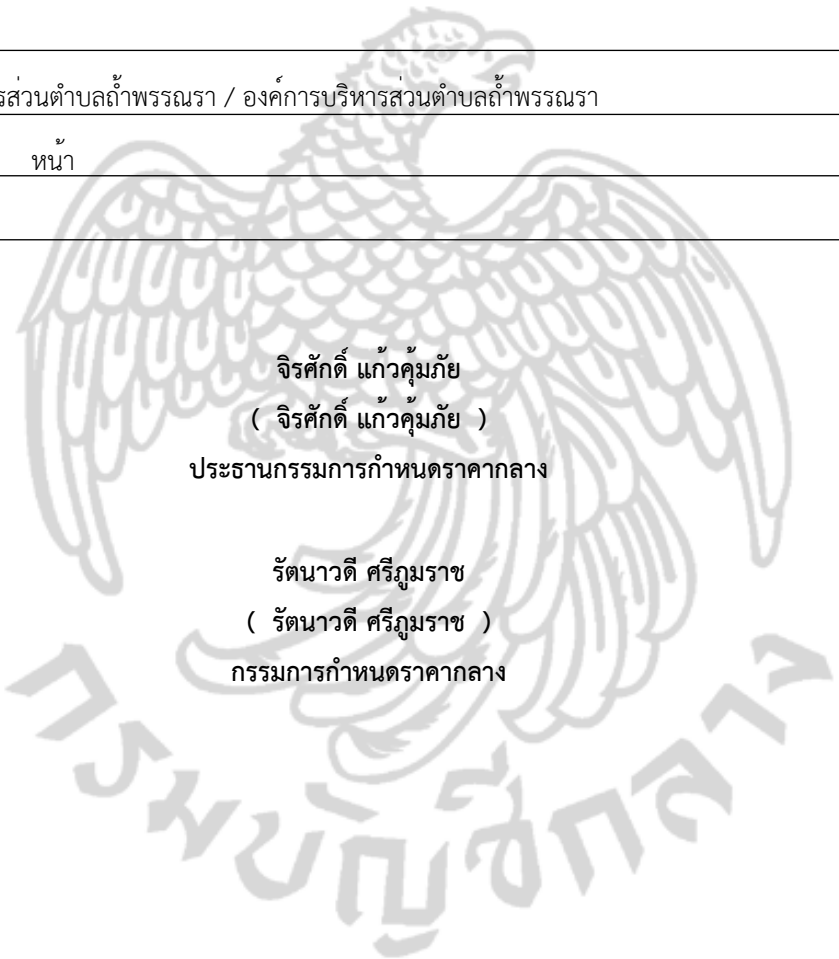 รส่วนตำบลถ้ำพรรณรา / องค์การบริหารส่วนตำบลถ้ำพรรณรา
หน้า
จิรศักดิ์ แก้วคุ้มภัย
( จิรศักดิ์ แก้วคุ้มภัย )
ประธานกรรมการกำหนดราคากลาง
รัตนาวดี ศรีภูมราช
( รัตนาวดี ศรีภูมราช )
กรรมการกำหนดราคากลาง
กรมบัญชีกลาง